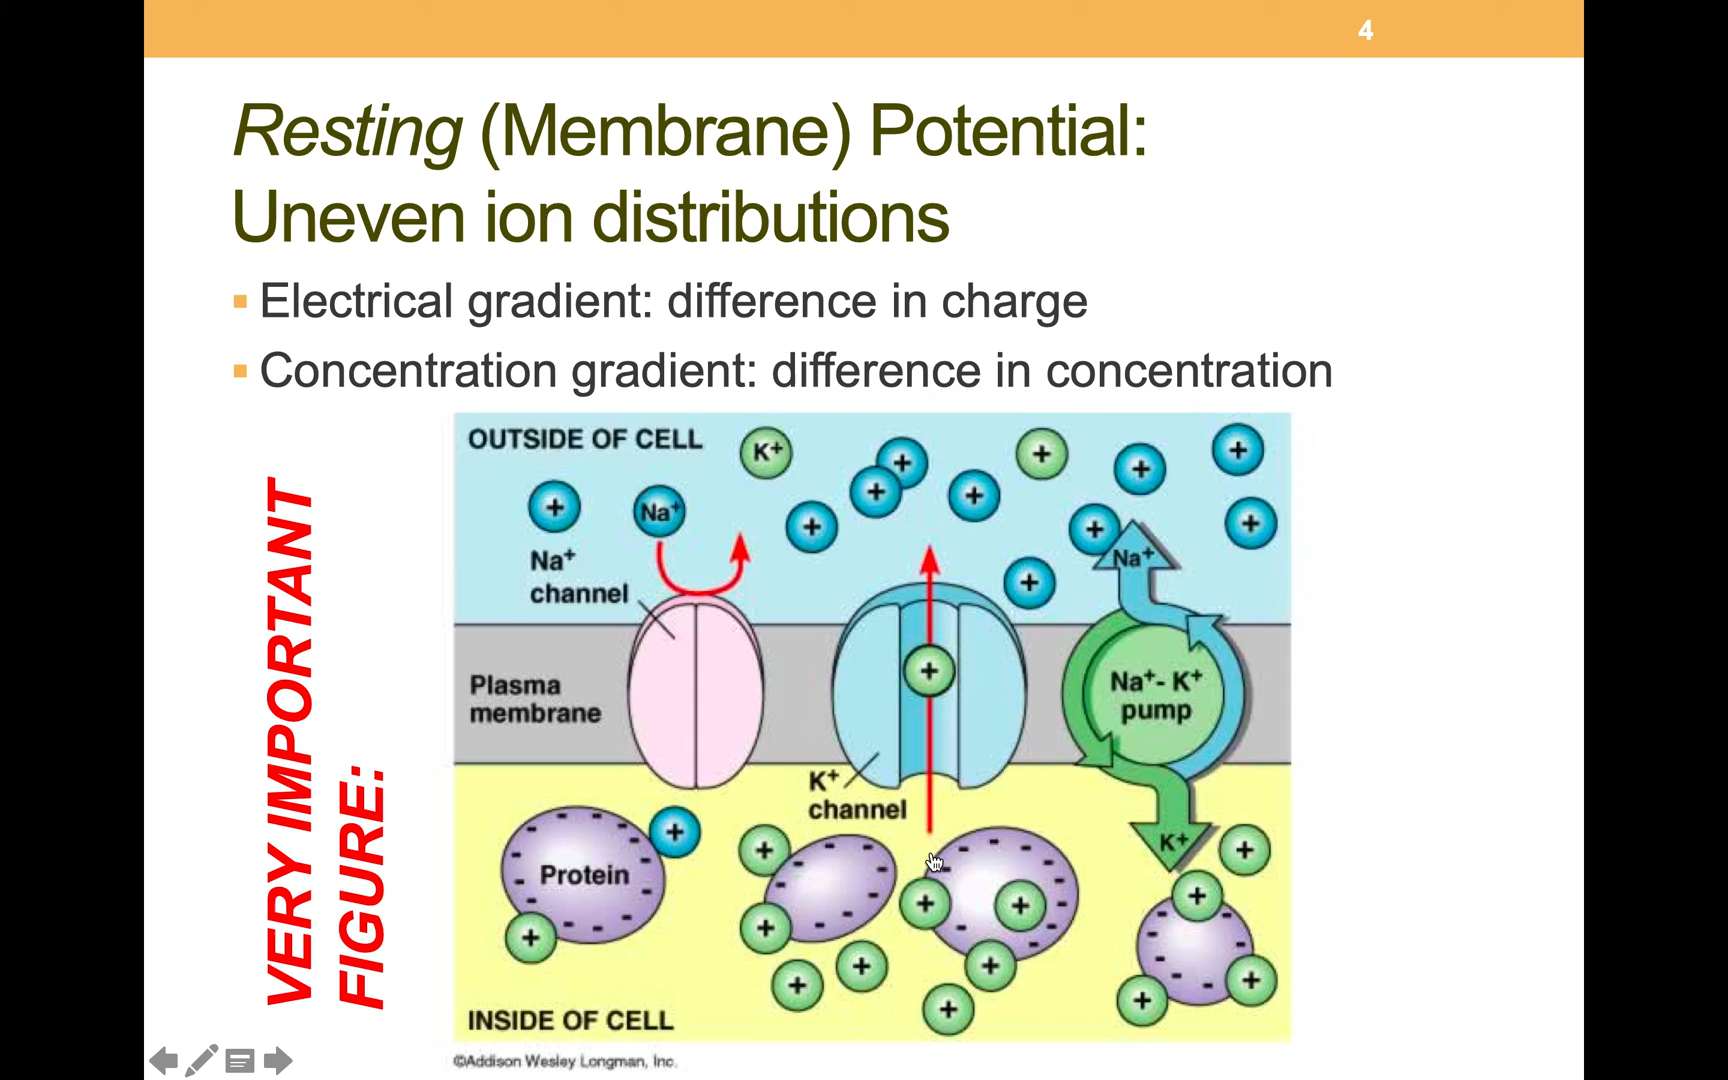 4
Resting (Membrane) Potential:
Uneven ion distributions
▪ Electrical gradient: difference in charge
▪ Concentration gradient: difference in concentration
VERY IMPORTANT
FIGURE:
OUTSIDE OF CELL
K+
+
+
+
+
+
+
+
Na+
+
+
+
+
+
Na+
Na+
channel
+
Plasma
membrane
Na+- K+
pump
K+
channel
+
K+
+
+
Protein
+
+
+
+
+
+
+
+
+
+
+
+
INSIDE OF CELL
©Addison Wesley Longman, Inc.